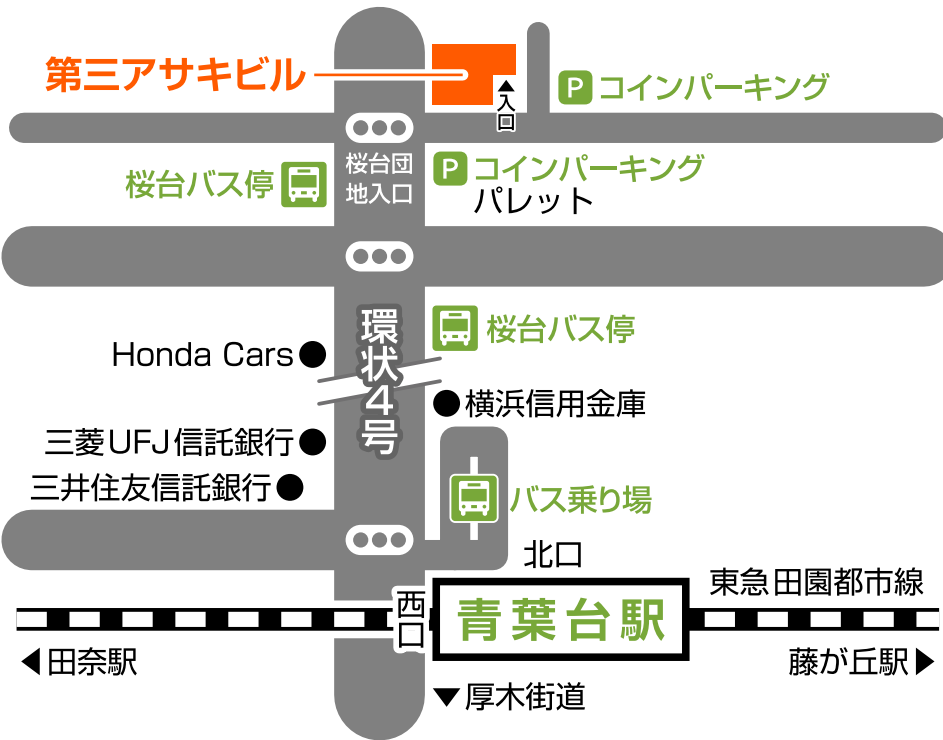 第三アサキビル
▲入口
P コインパーキング
桜台バス停
桜台団
地入口
P コインパーキング
パレット
環状4号
桜台バス停
Honda Cars●
●横浜信用金庫
三菱UFJ信託銀行●
三井住友信託銀行●
バス乗り場
北口
西口
青葉台駅
東急田園都市線
◀田奈駅
藤が丘駅▶
▼厚木街道